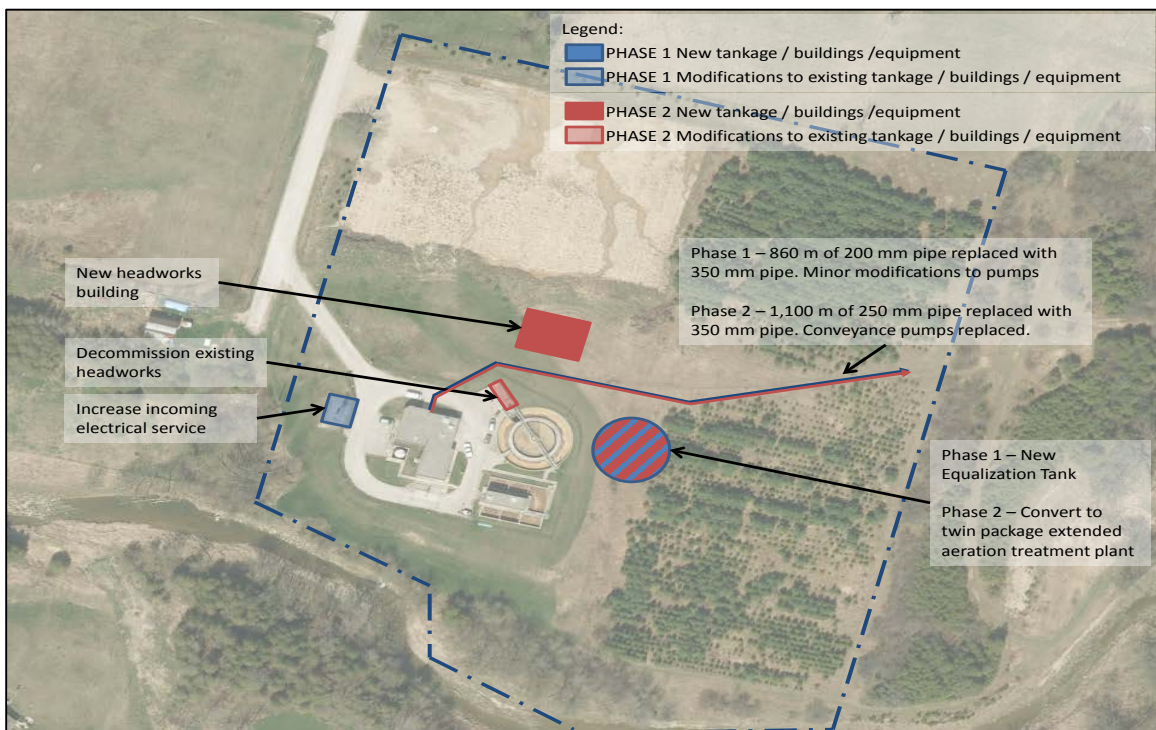 Legend:
PHASE 1 New tankage / buildings /equipment
PHASE 1 Modifications to existing tankage / buildings / equipment
PHASE 2 New tankage / buildings /equipment
PHASE 2 Modifications to existing tankage / buildings / equipment
Phase 1 – 860 m of 200 mm pipe replaced with
350 mm pipe. Minor modifications to pumps
Phase 2 – 1,100 m of 250 mm pipe replaced with
350 mm pipe. Conveyance pumps replaced.
New headworks
building
Decommission existing
headworks
Increase incoming
electrical service
Phase 1 – New
Equalization Tank
Phase 2 – Convert to
twin package extended
aeration treatment plant